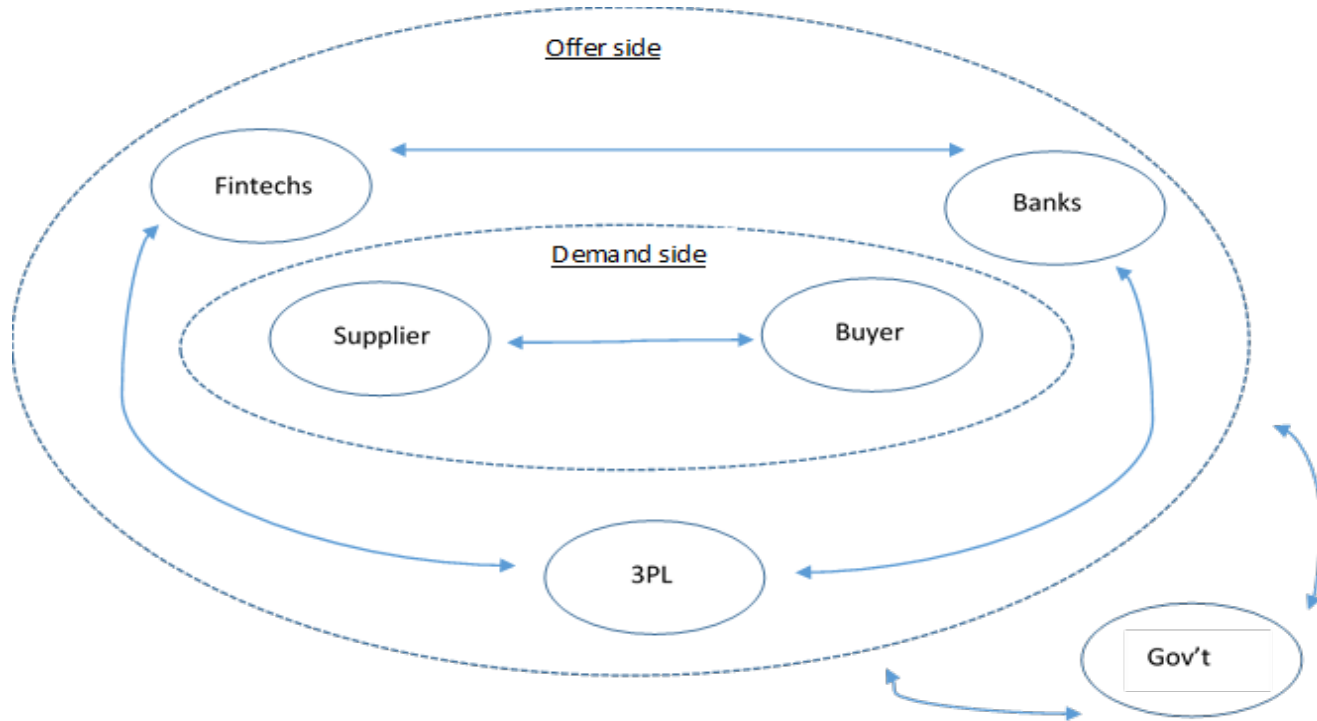 Offer side
Fintechs
Banks
Demand side
Supplier
Buyer
3PL
Gov’t